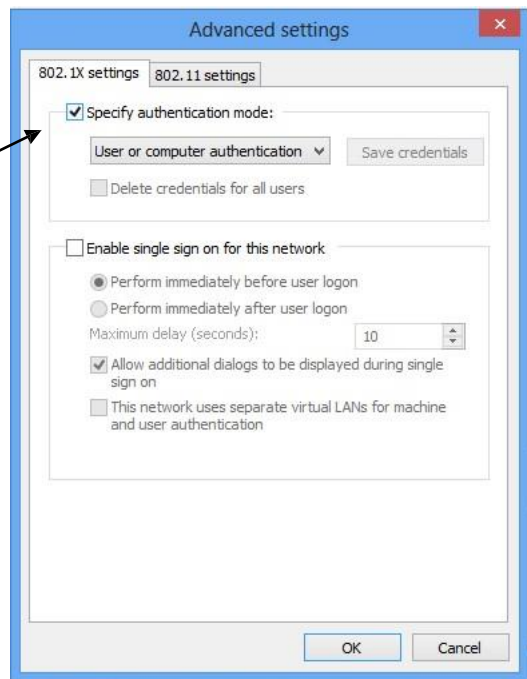 Advanced settings
802.1X settings 802.11 settings
Specify authentication mode:
User or computer authentication Save credentials
Delete credentials for all users
Enable single sign on for this network
Perform immediately before user logon
Perform immediately after user logon
Maximum delay (seconds): 10
Allow additional dialogs to be displayed during single
sign on
This network uses separate virtual LANs for machine
and user authentication
OK Cancel